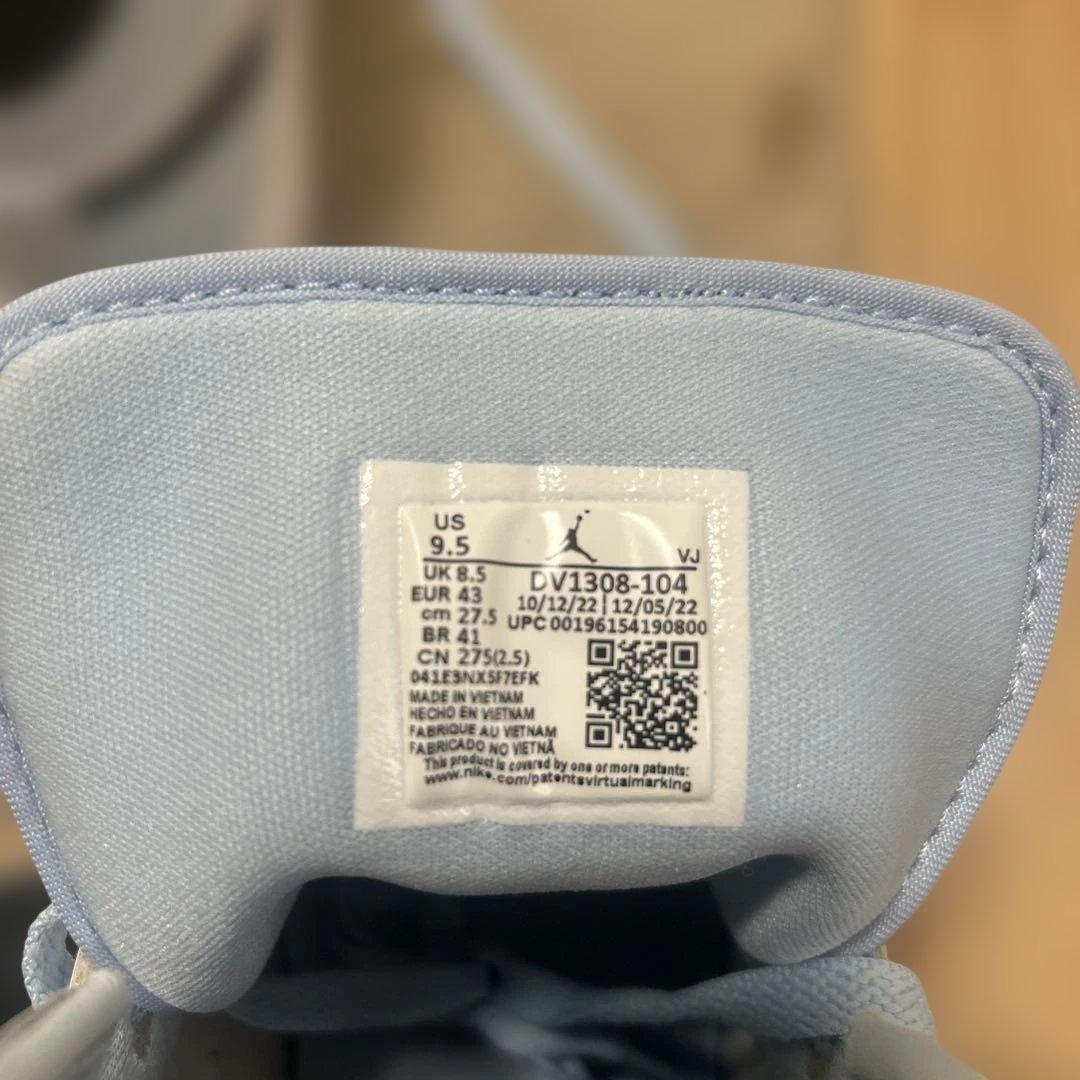 US
9.5
VJ
UK 8.5
DV1308-104
EUR 43
10/12/22 | 12/05/22
cm 27.5
UPC 00196154190800
BR 41
CN 275(2.5)
041E3NX5F7EFK
MADE IN VIETNAM
HECHO EN VIETNAM
FABRIQUE AU VIETNAM
FABRICADO NO VIETNÃ
This product is covered by one or more patents:
www.nike.com/patentsvirtualmarking